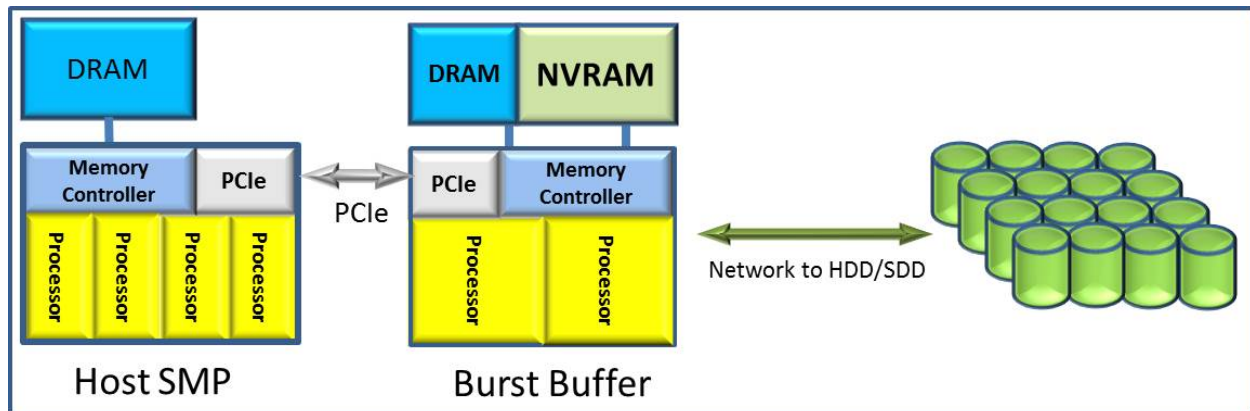 DRAM
DRAM
NVRAM
Memory
Controller
PCIe
PCIe
PCIe
Memory
Controller
Processor
Processor
Processor
Processor
Processor
Processor
Network to HDD/SDD
Host SMP
Burst Buffer